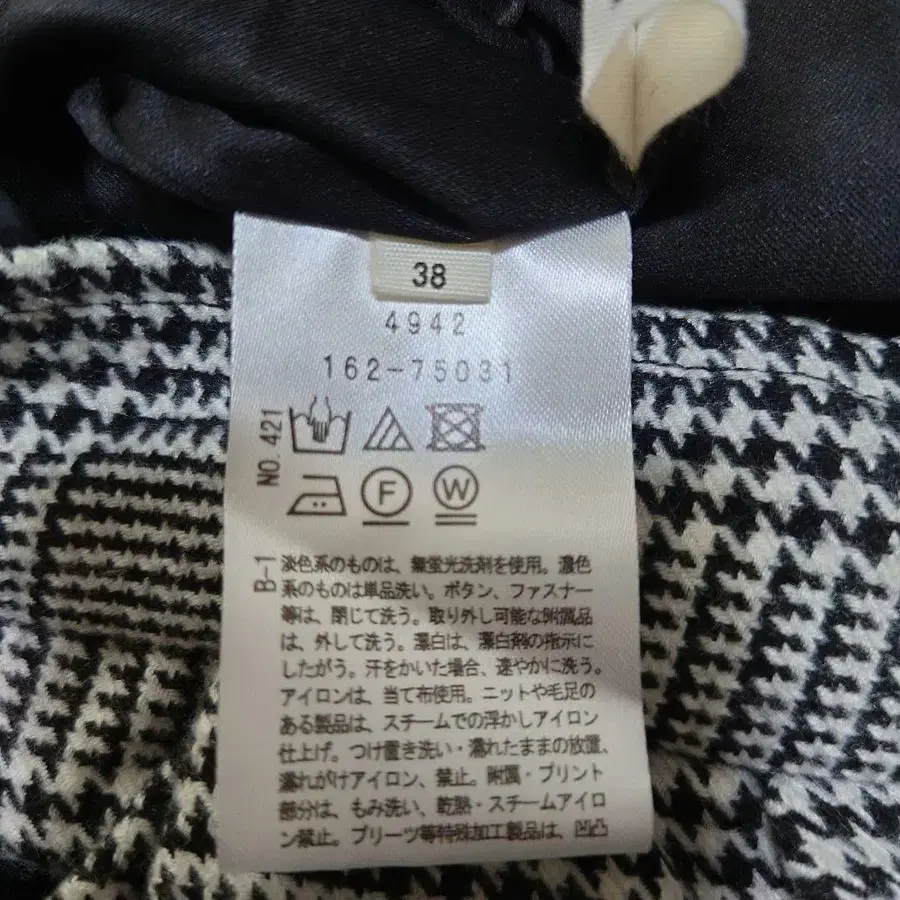 38
4942
162-75031
NO. 421
F
W
B-1
淡色系のものは、無蛍光洗剤を使用。濃色
系のものは単品洗い。ボタン、ファスナー
等は、閉じて洗う。取り外し可能な附属品
は、外して洗う。漂白は、漂白剤の指示に
したがう。汗をかいた場合、速やかに洗う。
アイロンは、当て布使用。ニットや毛足の
ある製品は、スチームでの浮かしアイロン
仕上げ。つけ置き洗い・濡れたままの放置、
濡れがけアイロン、禁止。附属・プリント
部分は、もみ洗い、乾熱・スチームアイロ
ン禁止。プリーツ等特殊加工製品は、凹凸